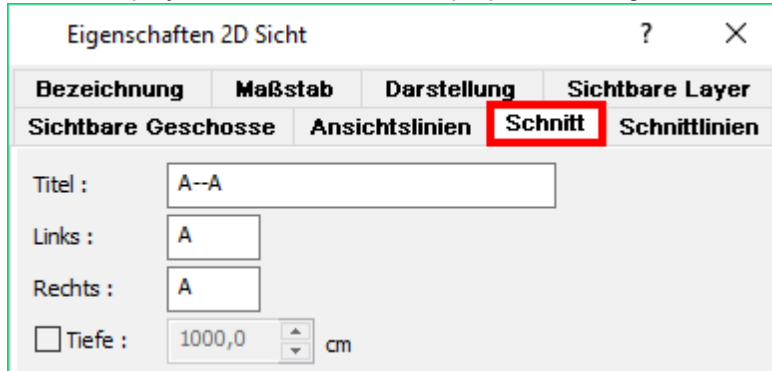 Eigenschaften 2D Sicht ? ×
Bezeichnung Maßstab Darstellung Sichtbare Layer
Sichtbare Geschosse Ansichtslinien Schnitt Schnittlinien
Titel : A--A
Links : A
Rechts : A
Tiefe : 1000,0 cm